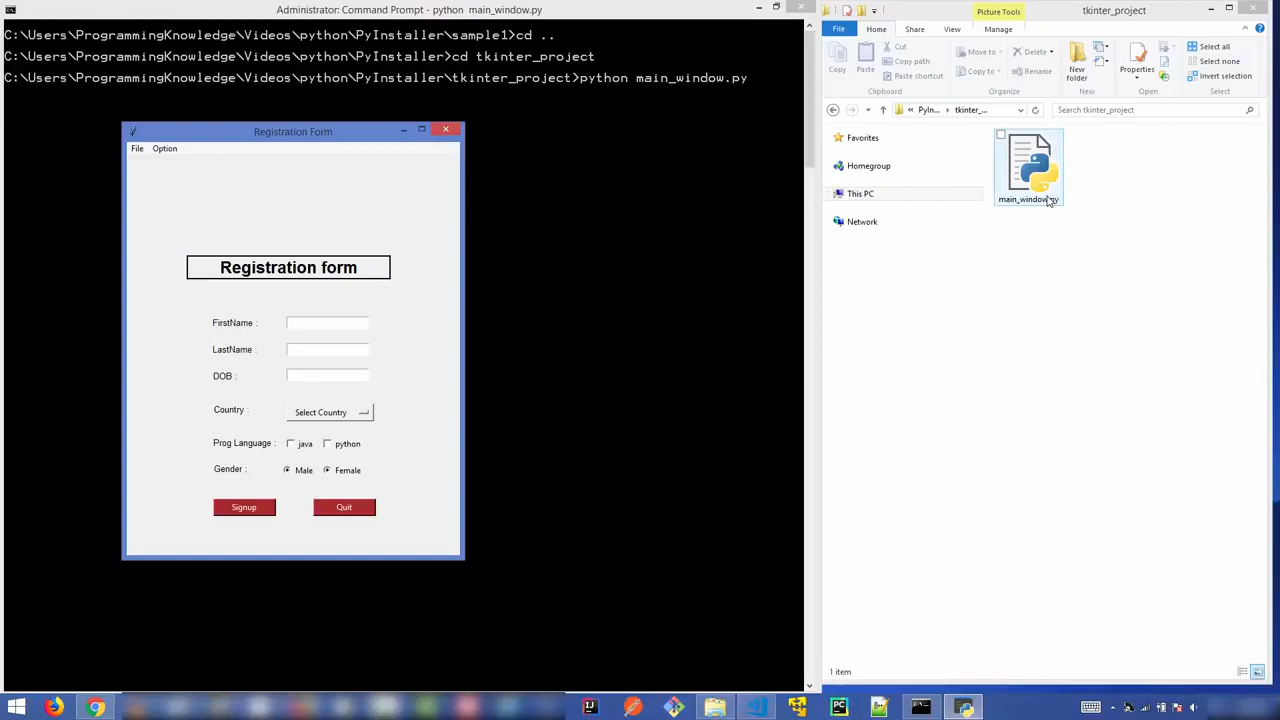 Administrator: Command Prompt - python  main_window.py
C:\Users\ProgrammingKnowledge\Videos\python\PyInstaller\sample1>cd ..
C:\Users\ProgrammingKnowledge\Videos\python\PyInstaller>cd tkinter_project
C:\Users\ProgrammingKnowledge\Videos\python\PyInstaller\tkinter_project>python main_window.py
Registration Form
File Option
Registration form
FirstName :
LastName :
DOB :
Country : Select Country
Prog Language : java python
Gender : Male Female
Signup Quit
Picture Tools tkinter_project
File Home Share View Manage
Copy
Paste
Cut
Copy path
Paste shortcut
Clipboard
Move to
Copy to
Delete
Rename
Organize
New folder
New
Properties
Open
Select all
Select none
Invert selection
Select
« PyIn... tkinter_... Search tkinter_project
Favorites
Homegroup
This PC
Network
main_window.py
1 item